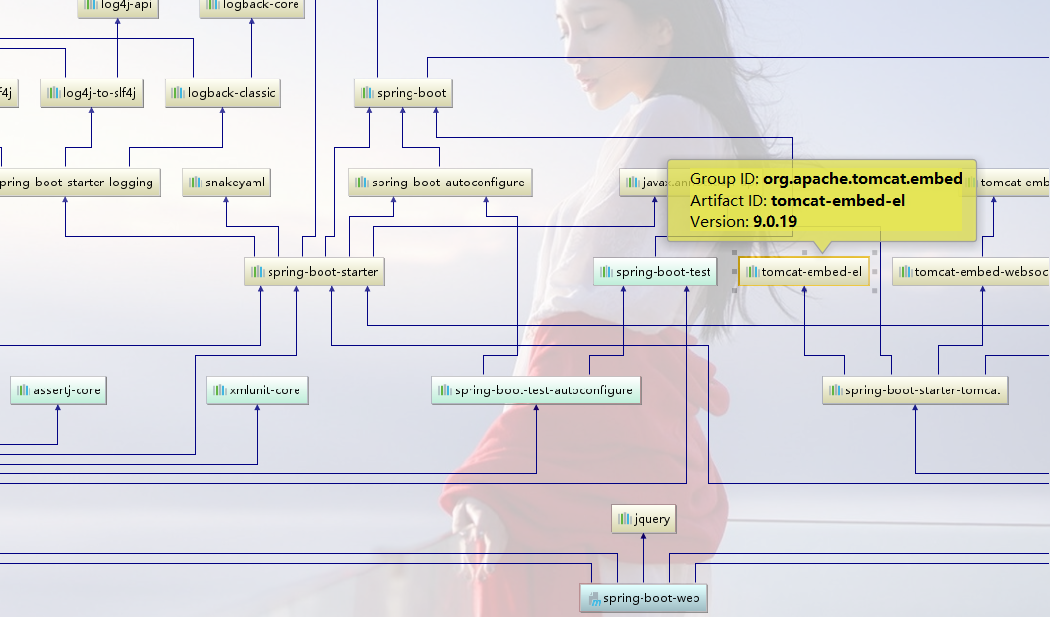 log4j-api
logback-core
f4j
log4j-to-slf4j
logback-classic
spring-boot
pring-boot-starter-logging
snakeyaml
spring-boot-autoconfigure
javax.an
tomcat-emb
Group ID: org.apache.tomcat.embed
Artifact ID: tomcat-embed-el
Version: 9.0.19
spring-boot-starter
spring-boot-test
tomcat-embed-el
tomcat-embed-websoc
assertj-core
xmlunit-core
spring-boot-test-autoconfigure
spring-boot-starter-tomcat
jquery
spring-boot-web